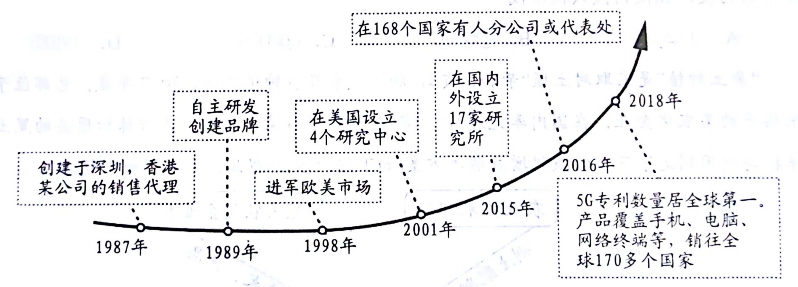 在168个国家有人分公司或代表处
自主研发
创建品牌
在美国设立
4个研究中心
在国内
外设立
17家研
究所
2018年
创建于深圳，香港
某公司的销售代理
进军欧美市场
2016年
5G专利数量居全球第一。
产品覆盖手机、电脑、
网络终端等，销往全
球170多个国家
1987年
1989年
1998年
2001年
2015年